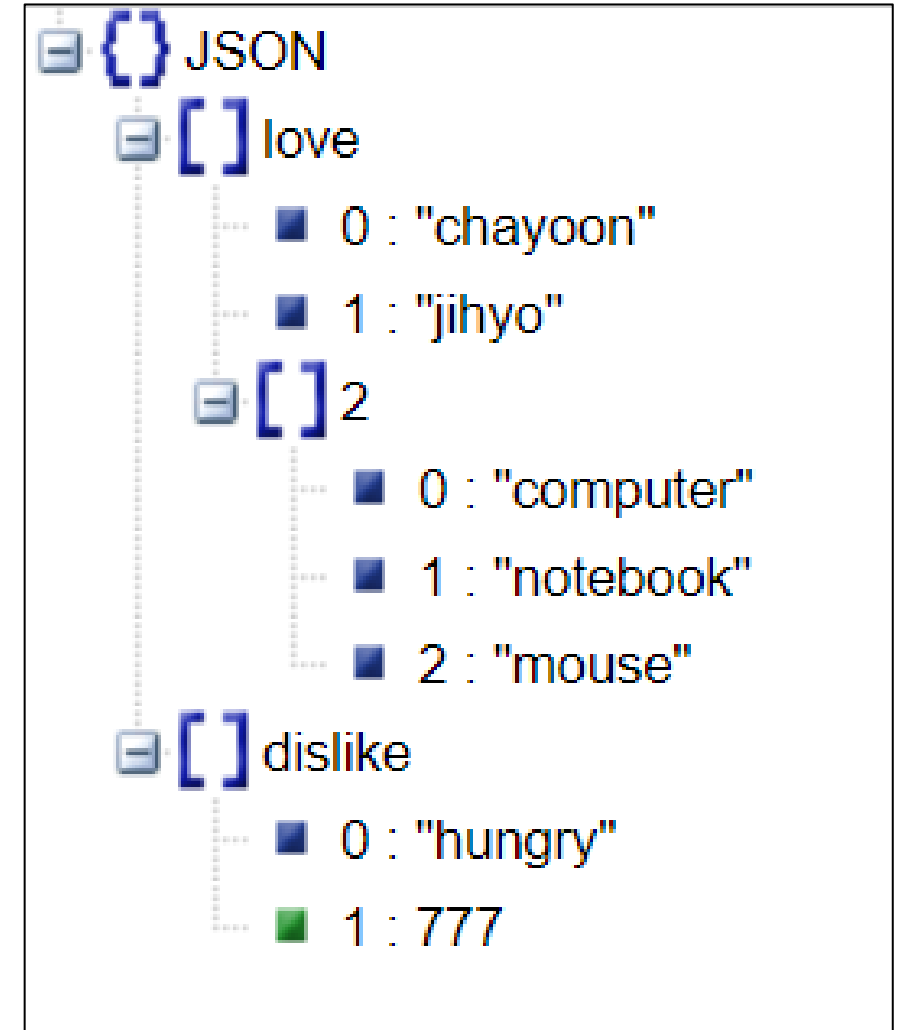 JSON
love
0 : "chayoon"
1 : "jihyo"
2
0 : "computer"
1 : "notebook"
2 : "mouse"
dislike
0 : "hungry"
1 : 777